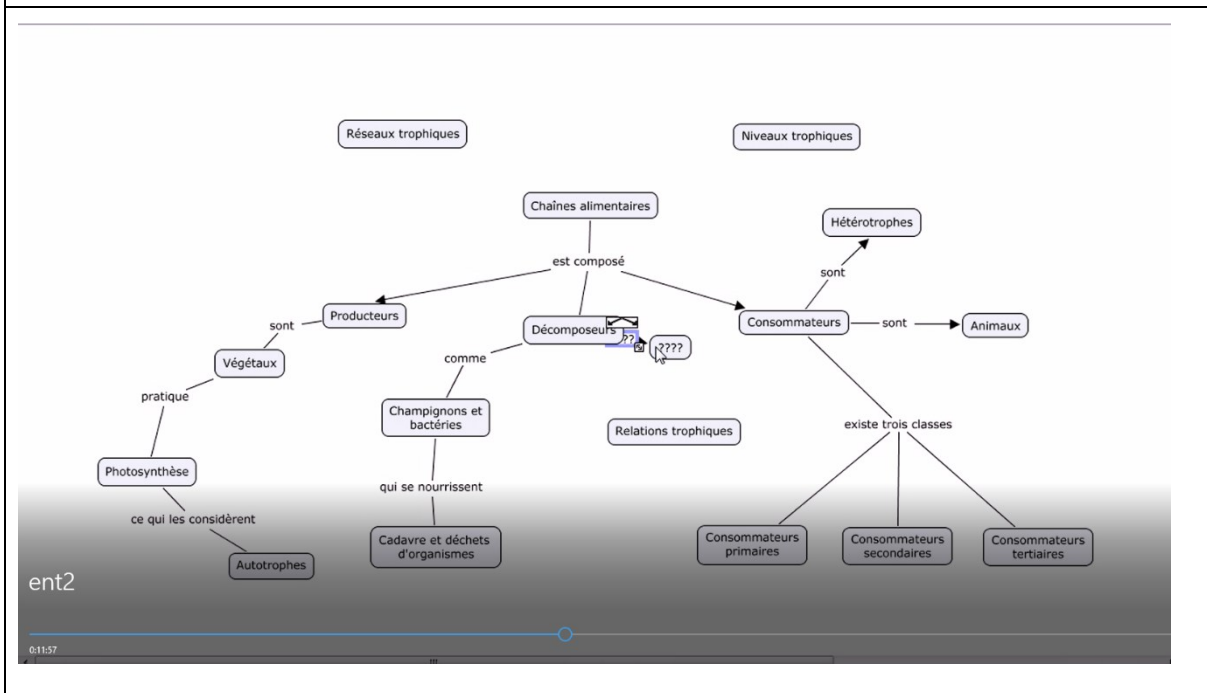 Réseaux trophiques
Niveaux trophiques
Chaînes alimentaires
Hétérotrophes
est composé
sont
Producteurs
Décomposeurs
Consommateurs
sont
Animaux
sont
??
????
Végétaux
comme
pratique
Champignons et
bactéries
Relations trophiques
existe trois classes
Photosynthèse
qui se nourrissent
ce qui les considèrent
Cadavre et déchets
d'organismes
Consommateurs
primaires
Consommateurs
secondaires
Consommateurs
tertiaires
Autotrophes
ent2
0:11:57